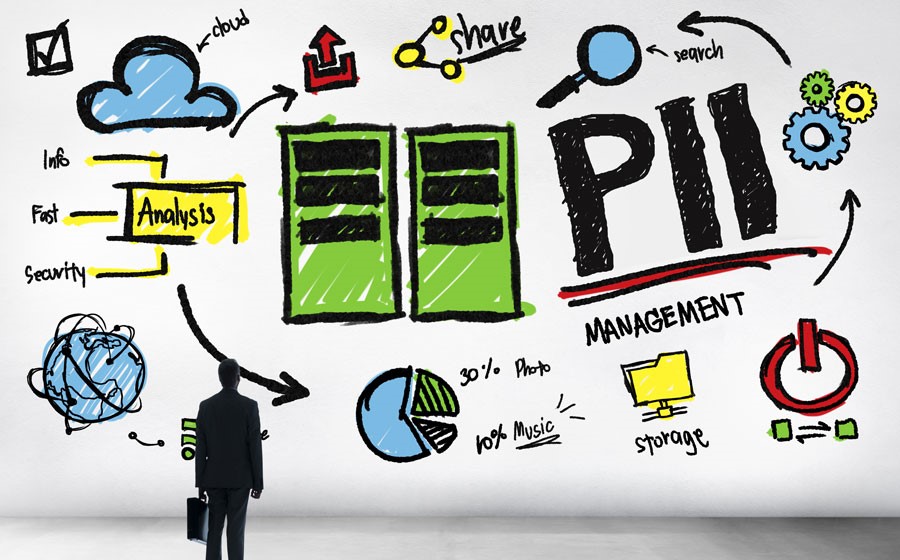 cloud
share
search
PII
Info
Fast
Security
Analysis
MANAGEMENT
30% Photo
10% Music
storage